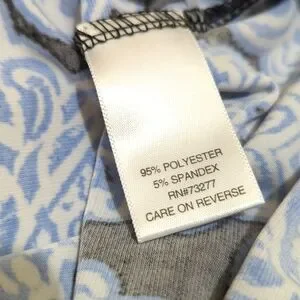 95% POLYESTER
5% SPANDEX
RN#73277
CARE ON REVERSE